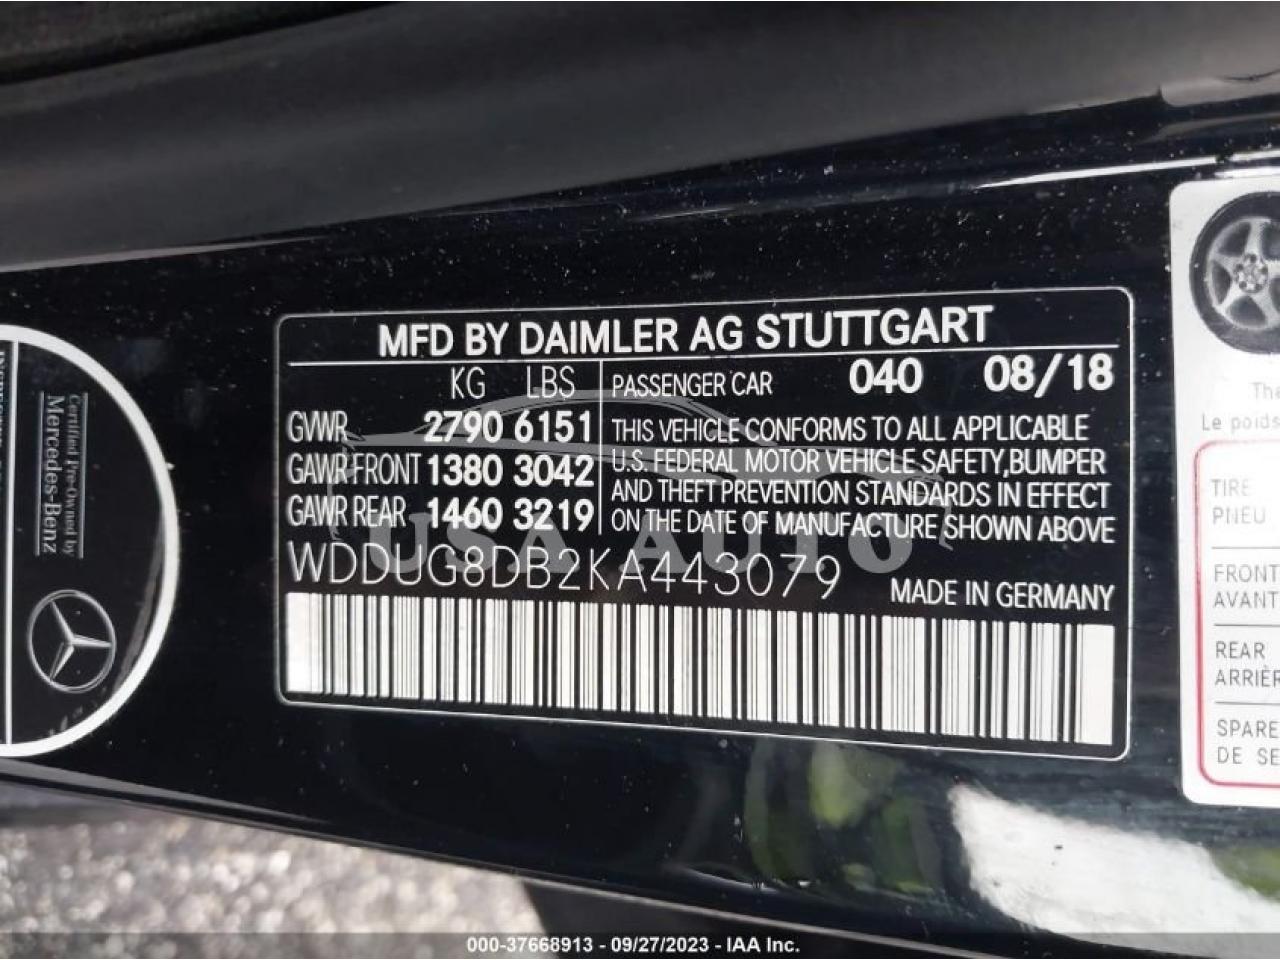 MFD BY DAIMLER AG STUTTGART
KG LBS
GVWR 2790 6151
GAWR FRONT 1380 3042
GAWR REAR 1460 3219
PASSENGER CAR 040 08/18
THIS VEHICLE CONFORMS TO ALL APPLICABLE
U.S. FEDERAL MOTOR VEHICLE SAFETY,BUMPER
AND THEFT PREVENTION STANDARDS IN EFFECT
ON THE DATE OF MANUFACTURE SHOWN ABOVE
WDDUG8DB2KA443079
MADE IN GERMANY
USA AUTO
Certified Pre-Owned by
Mercedes-Benz
Le poids
TIRE
PNEU
FRONT
AVANT
REAR
SPARE
DE
000-37668913 - 09/27/2023 - IAA Inc.